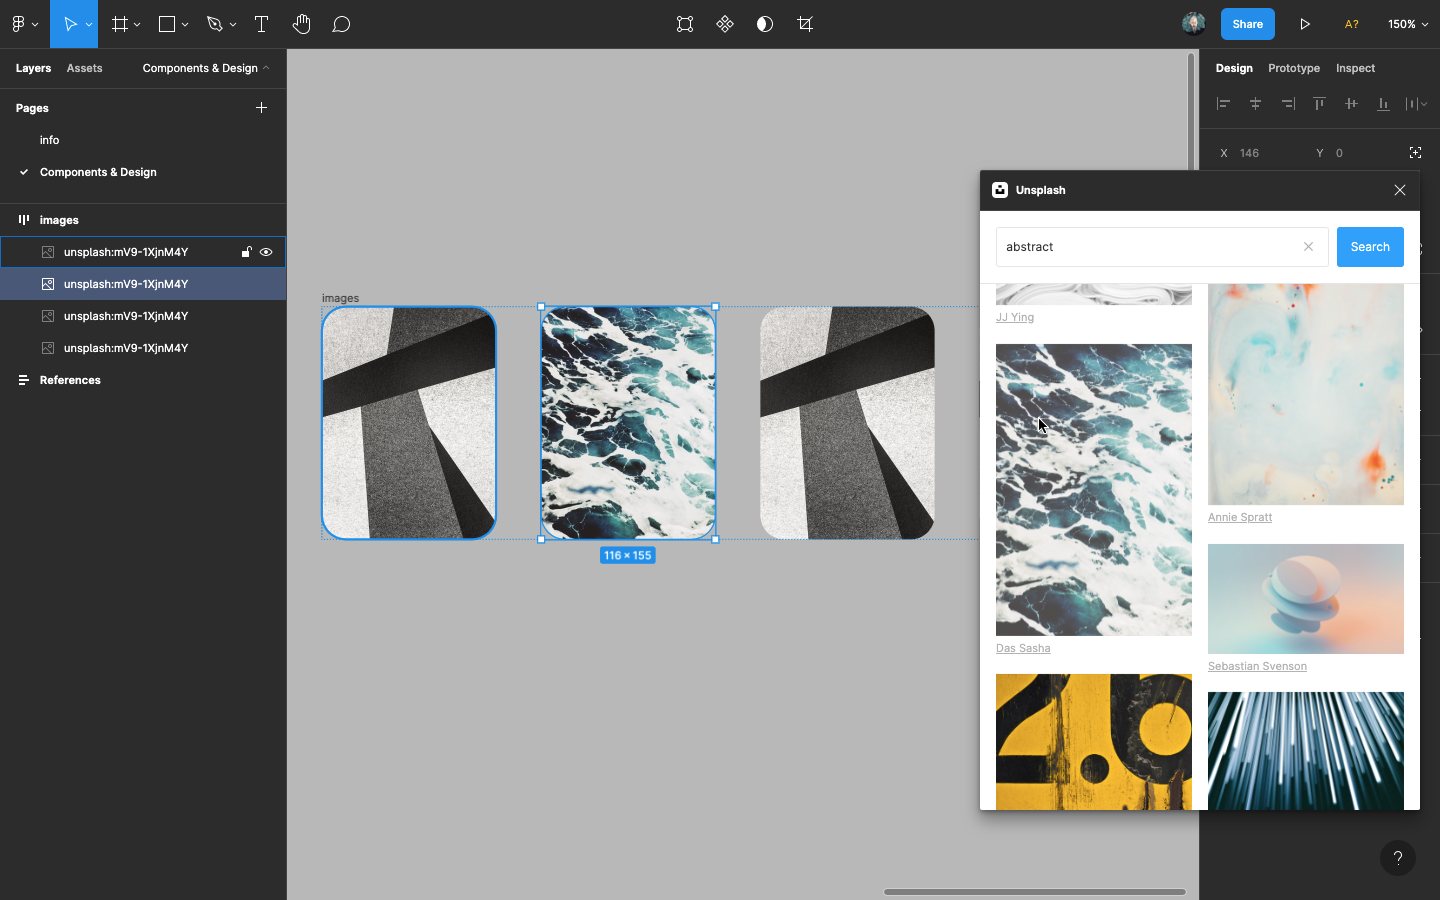 Share
A?
150%
Layers
Assets
Components & Design
Design
Prototype
Inspect
Pages
info
Components & Design
X 146
Y 0
images
unsplash:mV9-1XjnM4Y
unsplash:mV9-1XjnM4Y
unsplash:mV9-1XjnM4Y
unsplash:mV9-1XjnM4Y
References
images
116 × 155
Unsplash
abstract
Search
JJ Ying
Annie Spratt
Das Sasha
Sebastian Svenson
2.6
?